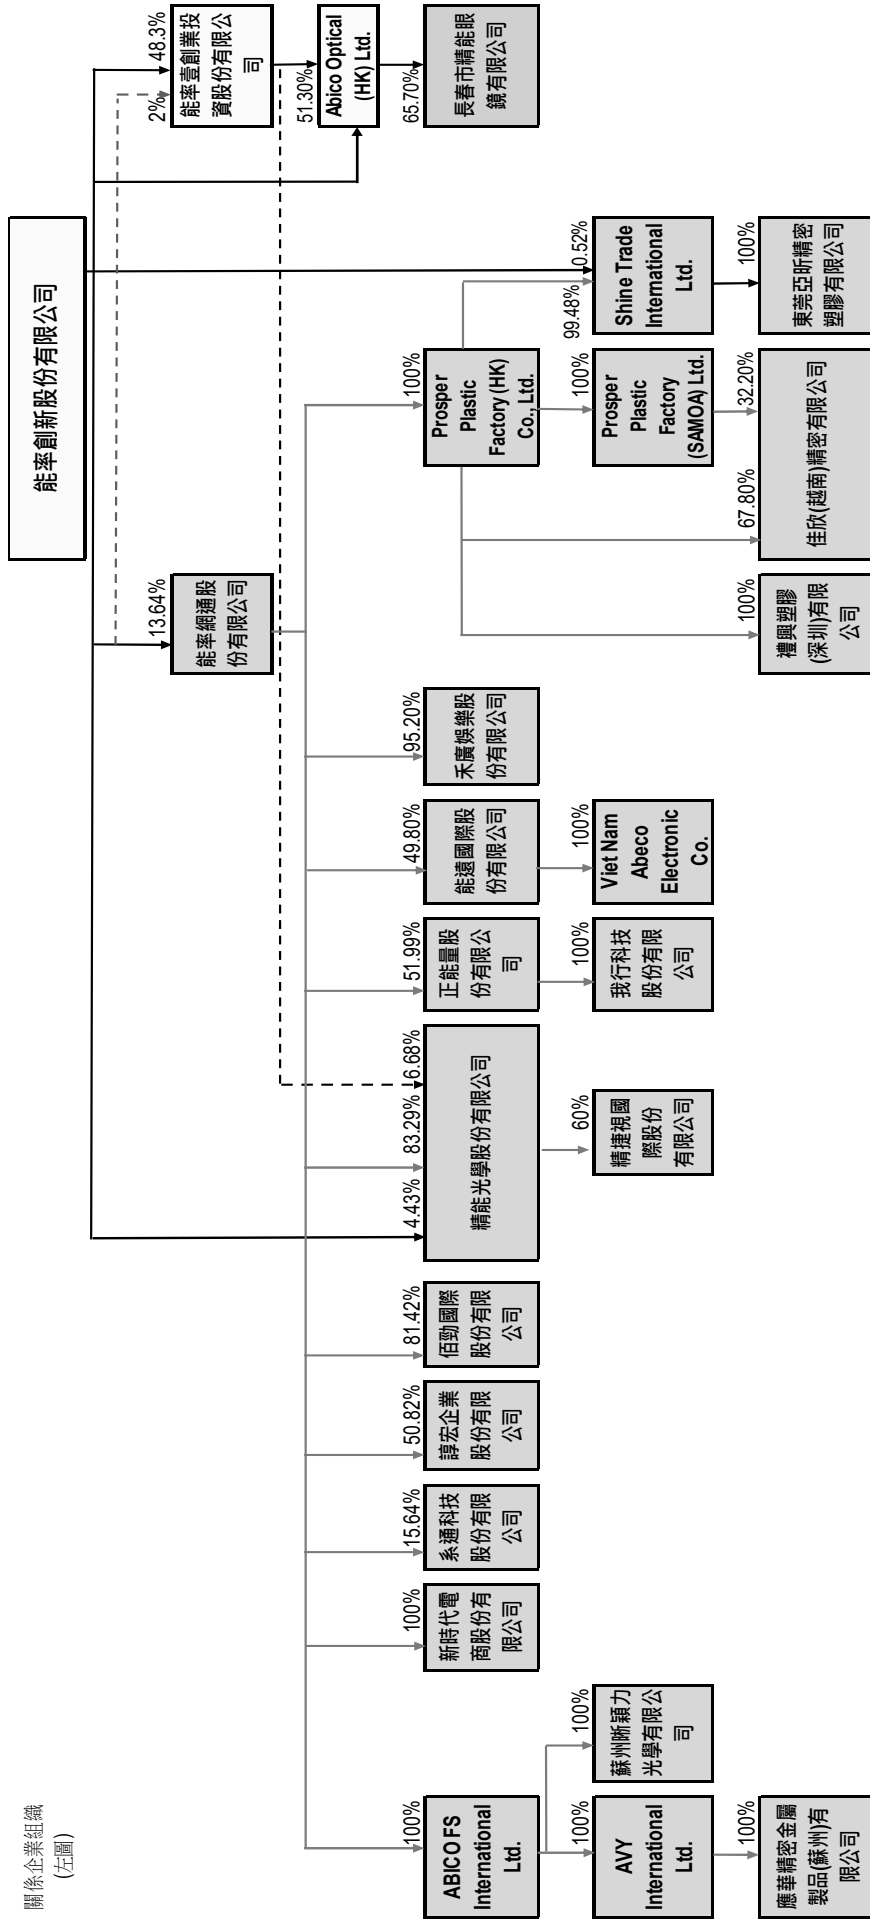 關係企業組織
(左圖)
能率創新股份有限公司
13.64%
能率網通股
份有限公司
2%
48.3%
能率壹創業投
資股份有限公
司
51.30%
Abico Optical
(HK) Ltd.
65.70%
長春市精能眼
鏡有限公司
100%
ABICO FS
International
Ltd.
100%
新時代電
商股份有
限公司
15.64%
系通科技
股份有限
公司
50.82%
諄宏企業
股份有限
公司
81.42%
佰勁國際
股份有限
公司
4.43%
83.29%
6.68%
精能光學股份有限公司
51.99%
正能量股
份有限公
司
49.80%
能遠國際股
份有限公司
95.20%
禾廣娛樂股
份有限公司
100%
Prosper
Plastic
Factory (HK)
Co., Ltd.
100%
AVY
International
Ltd.
100%
蘇州晰穎力
光學有限公
司
60%
精捷視國
際股份
有限公司
100%
我行科技
股份有限
公司
100%
Viet Nam
Abeco
Electronic
Co.
100%
Prosper
Plastic
Factory
(SAMOA) Ltd.
99.48%
0.52%
Shine Trade
International
Ltd.
100%
應華精密金屬
製品(蘇州)有
限公司
100%
禮興塑膠
(深圳)有限
公司
67.80%
32.20%
佳欣(越南)精密有限公司
100%
東莞亞昕精密
塑膠有限公司